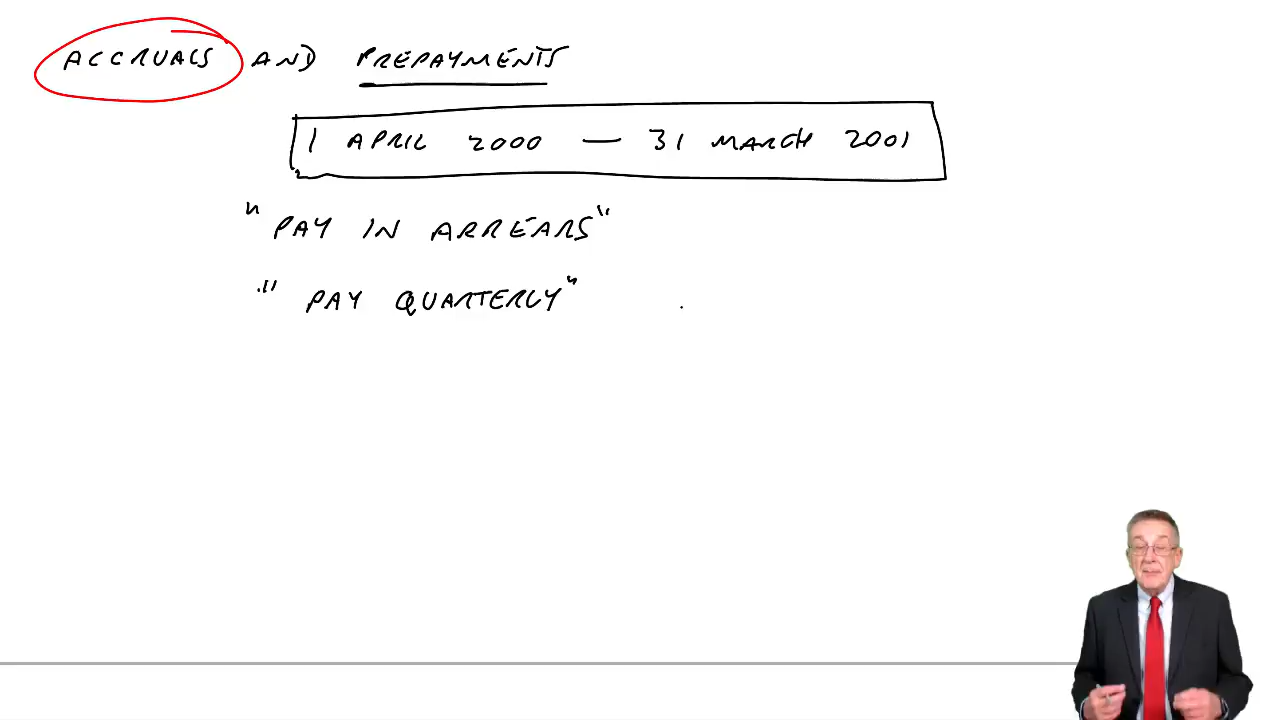 ACCRUALS AND PREPAYMENTS
1 APRIL 2000 — 31 MARCH 2001
"PAY IN ARREARS"
"PAY QUARTERLY"